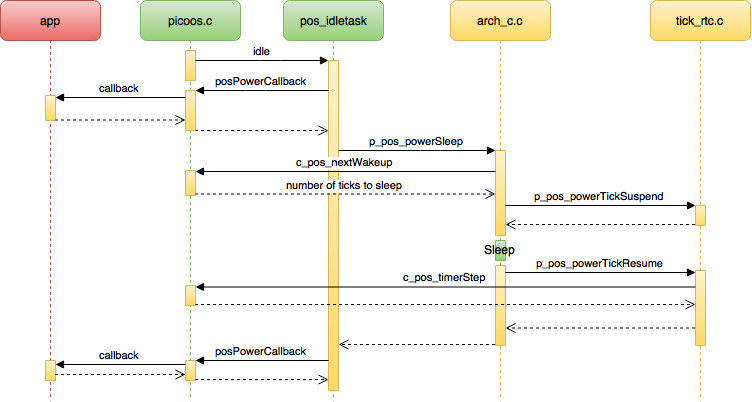 app
picoos.c
pos_idletask
arch_c.c
tick_rtc.c
idle
posPowerCallback
callback
p_pos_powerSleep
c_pos_nextWakeup
number of ticks to sleep
p_pos_powerTickSuspend
Sleep
p_pos_powerTickResume
c_pos_timerStep
posPowerCallback
callback